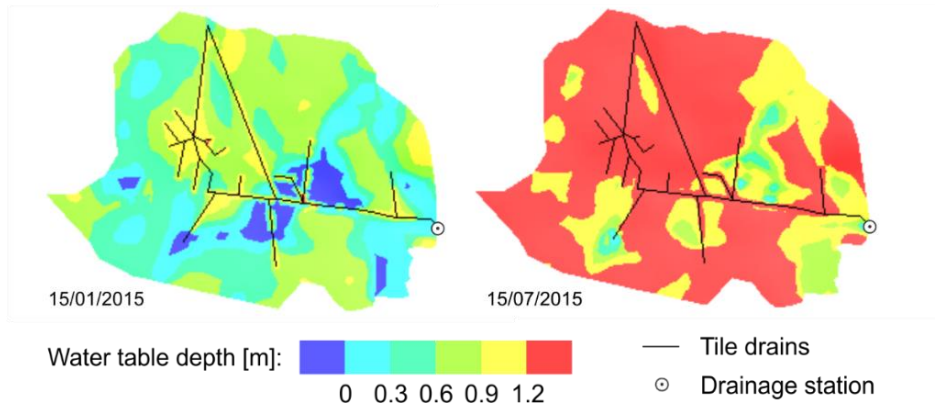 15/01/2015
15/07/2015
Water table depth [m]:
0 0.3 0.6 0.9 1.2
Tile drains
Drainage station